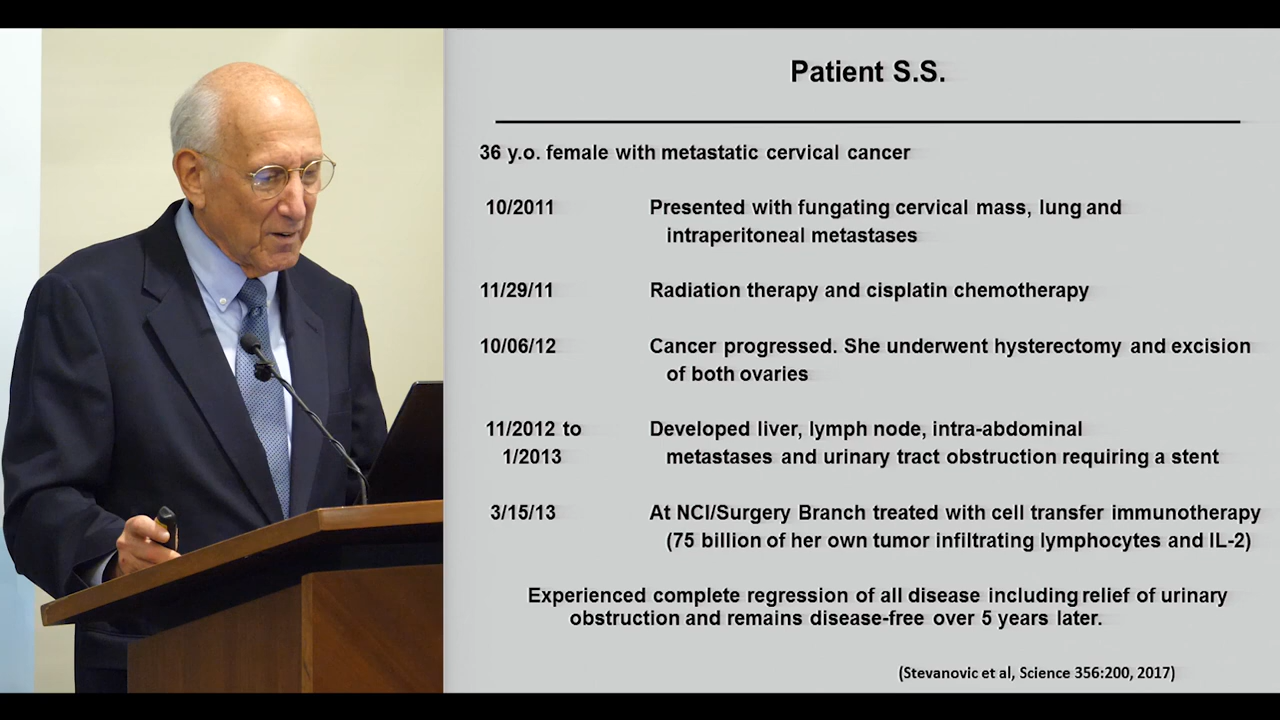 Patient S.S.
36 y.o. female with metastatic cervical cancer
10/2011 Presented with fungating cervical mass, lung and
intraperitoneal metastases
11/29/11 Radiation therapy and cisplatin chemotherapy
10/06/12 Cancer progressed. She underwent hysterectomy and excision
of both ovaries
11/2012 to Developed liver, lymph node, intra-abdominal
1/2013 metastases and urinary tract obstruction requiring a stent
3/15/13 At NCI/Surgery Branch treated with cell transfer immunotherapy
(75 billion of her own tumor infiltrating lymphocytes and IL-2)
Experienced complete regression of all disease including relief of urinary
obstruction and remains disease-free over 5 years later.
(Stevanovic et al, Science 356:200, 2017)